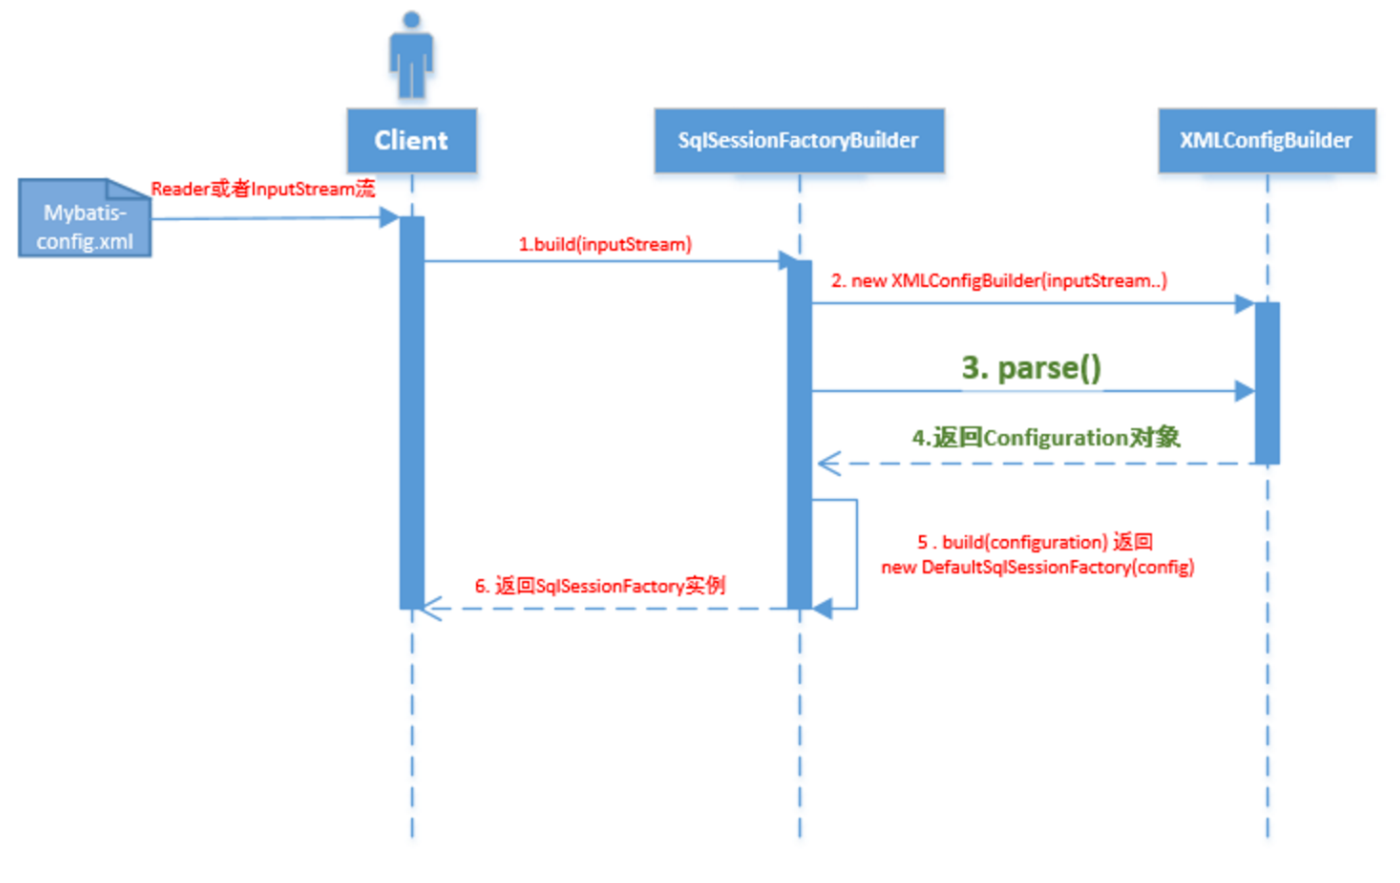 Client
SqlSessionFactoryBuilder
XMLConfigBuilder
Reader或者InputStream流
Mybatis-
config.xml
1.build(inputStream)
2. new XMLConfigBuilder(inputStream..)
3. parse()
4.返回Configuration对象
5 . build(configuration) 返回
new DefaultSqlSessionFactory(config)
6. 返回SqlSessionFactory实例